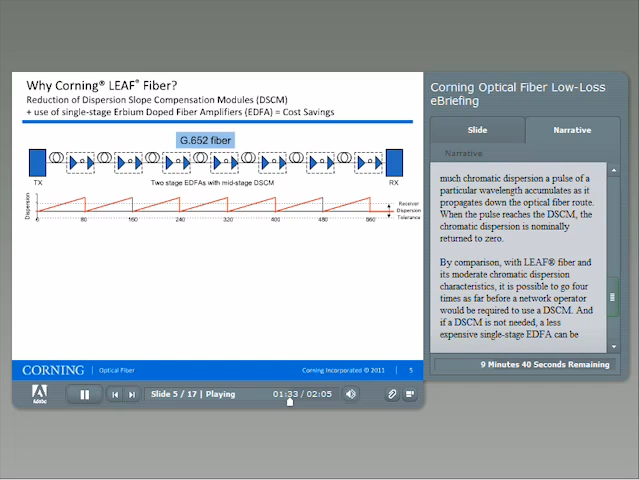 Why Corning® LEAF® Fiber?
Reduction of Dispersion Slope Compensation Modules (DSCM)
+ use of single-stage Erbium Doped Fiber Amplifiers (EDFA) = Cost Savings
G.652 fiber
TX
Two stage EDFAs with mid-stage DSCM
RX
Dispersion
Receiver
Dispersion
Tolerance
0 80 160 240 320 400 480 560
CORNING | Optical Fiber
Corning Incorporated © 2011 | 5
Adobe
Slide 5 / 17 | Playing
01:33 / 02:05
Corning Optical Fiber Low-Loss
eBriefing
Slide
Narrative
Narrative
much chromatic dispersion a pulse of a
particular wavelength accumulates as it
propagates down the optical fiber route.
When the pulse reaches the DSCM, the
chromatic dispersion is nominally
returned to zero.
By comparison, with LEAF® fiber and
its moderate chromatic dispersion
characteristics, it is possible to go four
times as far before a network operator
would be required to use a DSCM. And
if a DSCM is not needed, a less
expensive single-stage EDFA can be
9 Minutes 40 Seconds Remaining